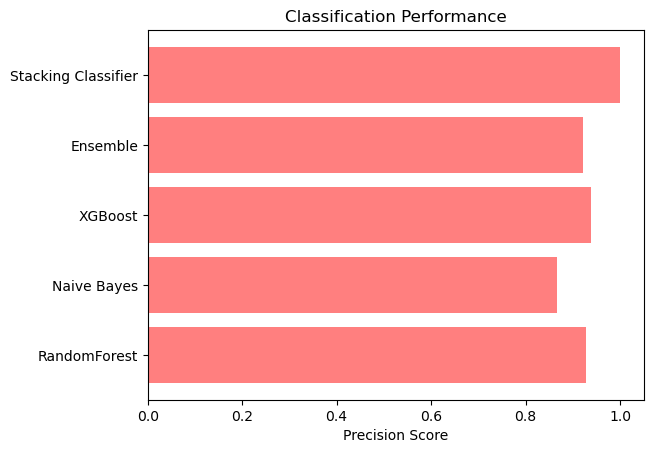 Classification Performance
Stacking Classifier
Ensemble
XGBoost
Naive Bayes
RandomForest
0.0 0.2 0.4 0.6 0.8 1.0
Precision Score